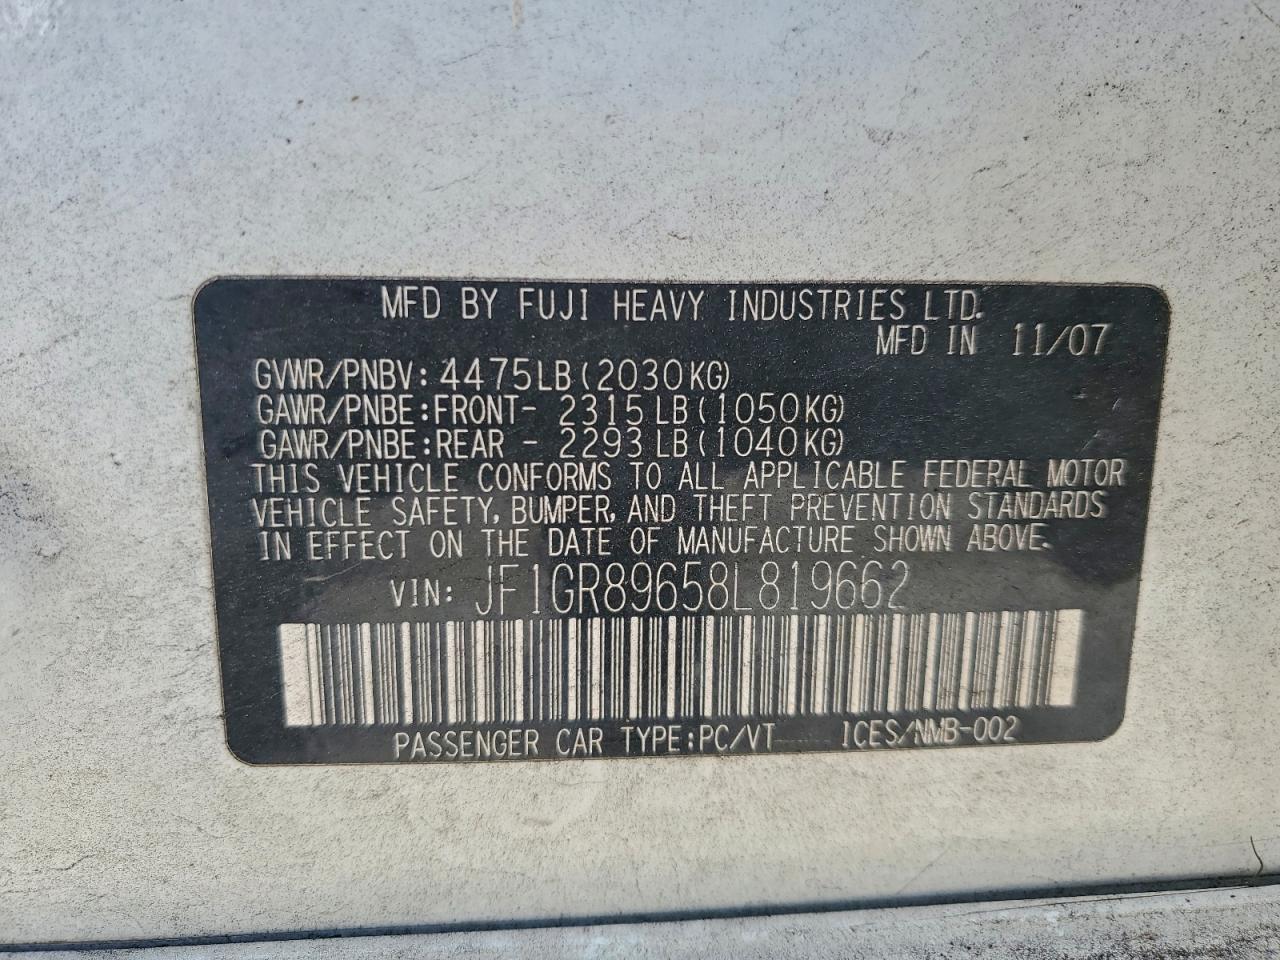 MFD BY FUJI HEAVY INDUSTRIES LTD.
MFD IN 11/07
GVWR/PNBV: 4475LB(2030KG)
GAWR/PNBE:FRONT- 2315LB(1050KG)
GAWR/PNBE:REAR - 2293LB(1040KG)
THIS VEHICLE CONFORMS TO ALL APPLICABLE FEDERAL MOTOR
VEHICLE SAFETY, BUMPER, AND THEFT PREVENTION STANDARDS
IN EFFECT ON THE DATE OF MANUFACTURE SHOWN ABOVE.
VIN: JF1GR89658L819662
PASSENGER CAR TYPE:PC/VT ICES/NMB-002